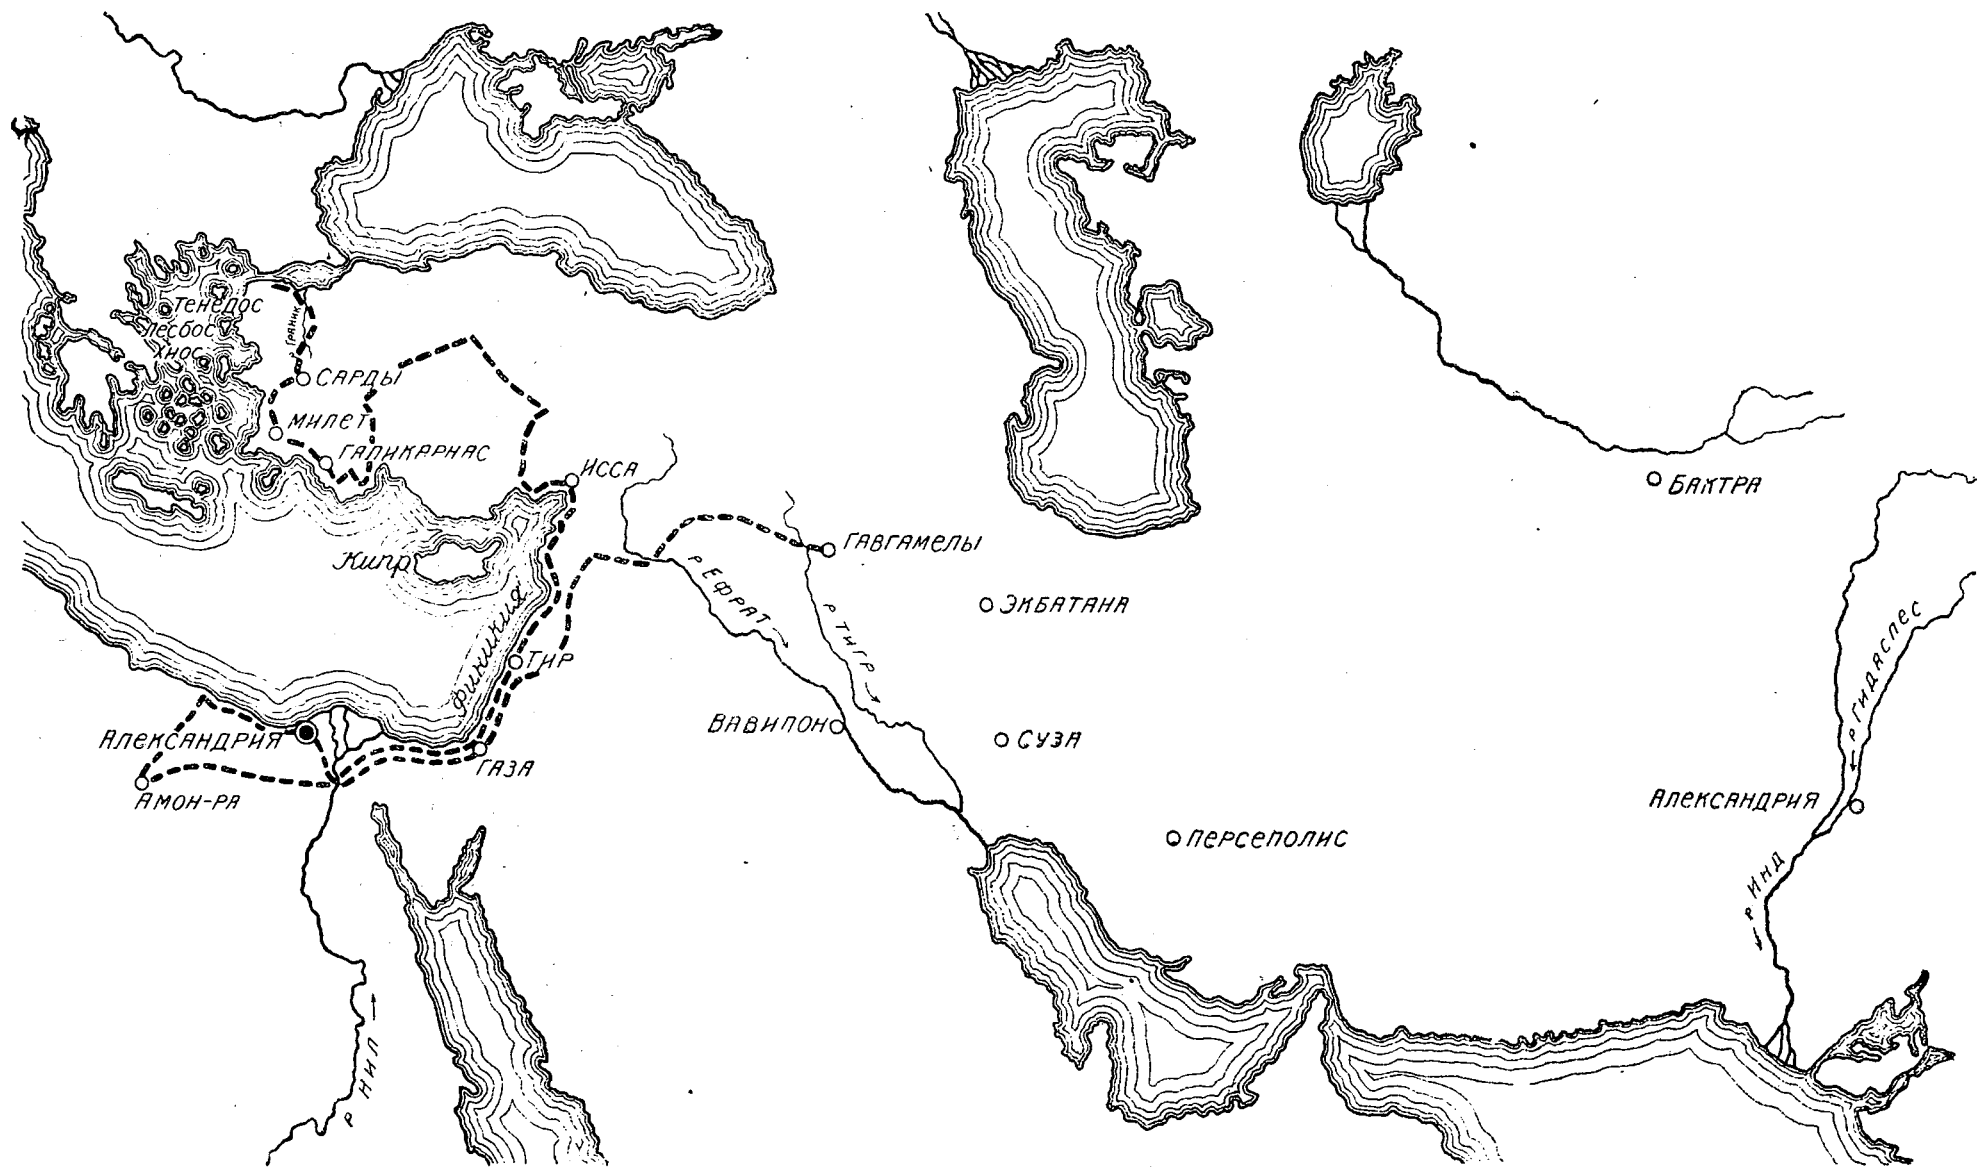 Тенедос
Лесбос
Хиос
р. Граник
Сарды
Милет
Галикарнас
Исса
Кипр
Финикия
Тир
Газа
Александрия
Амон-Ра
р Нил →
р Ефрат →
р Тигр →
Гавгамелы
Экбатана
Вавилон
Суза
Персеполис
Бактра
← р Гидаспес
Александрия
← р Инд